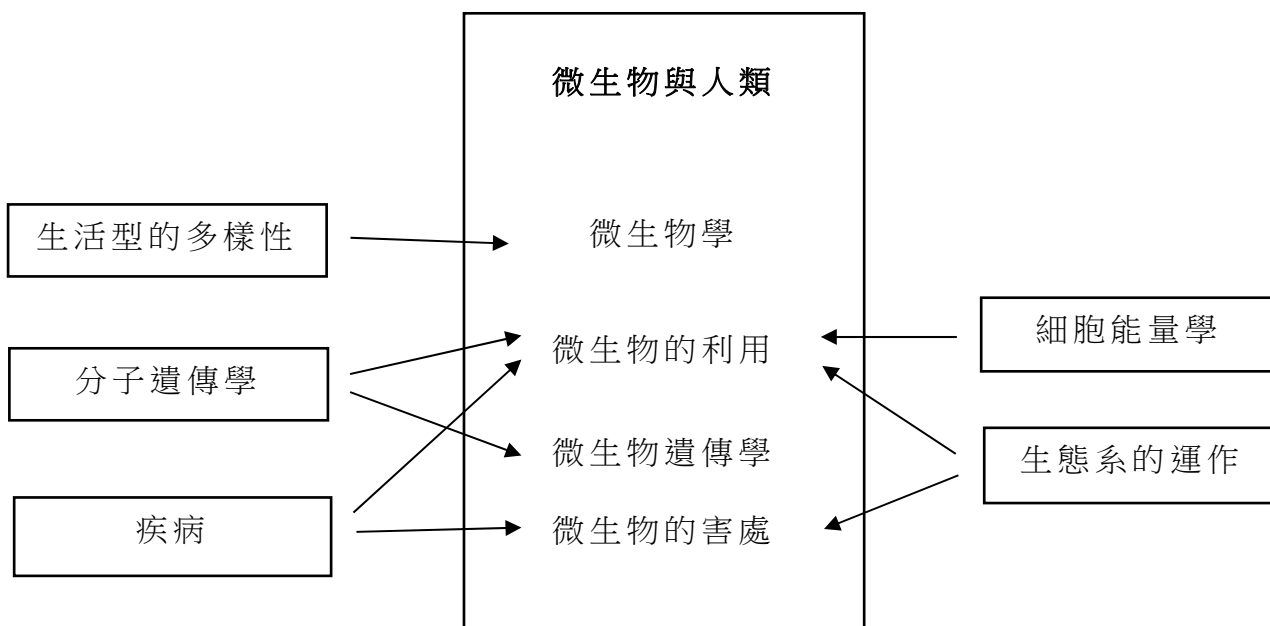 微生物與人類
生活型的多樣性
微生物學
分子遺傳學
微生物的利用
細胞能量學
微生物遺傳學
生態系的運作
疾病
微生物的害處